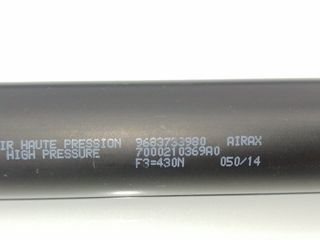 IR HAUTE PRESSION 9683733980 AIRAX
HIGH PRESSURE 7000210369A0
F3=430N 050/14